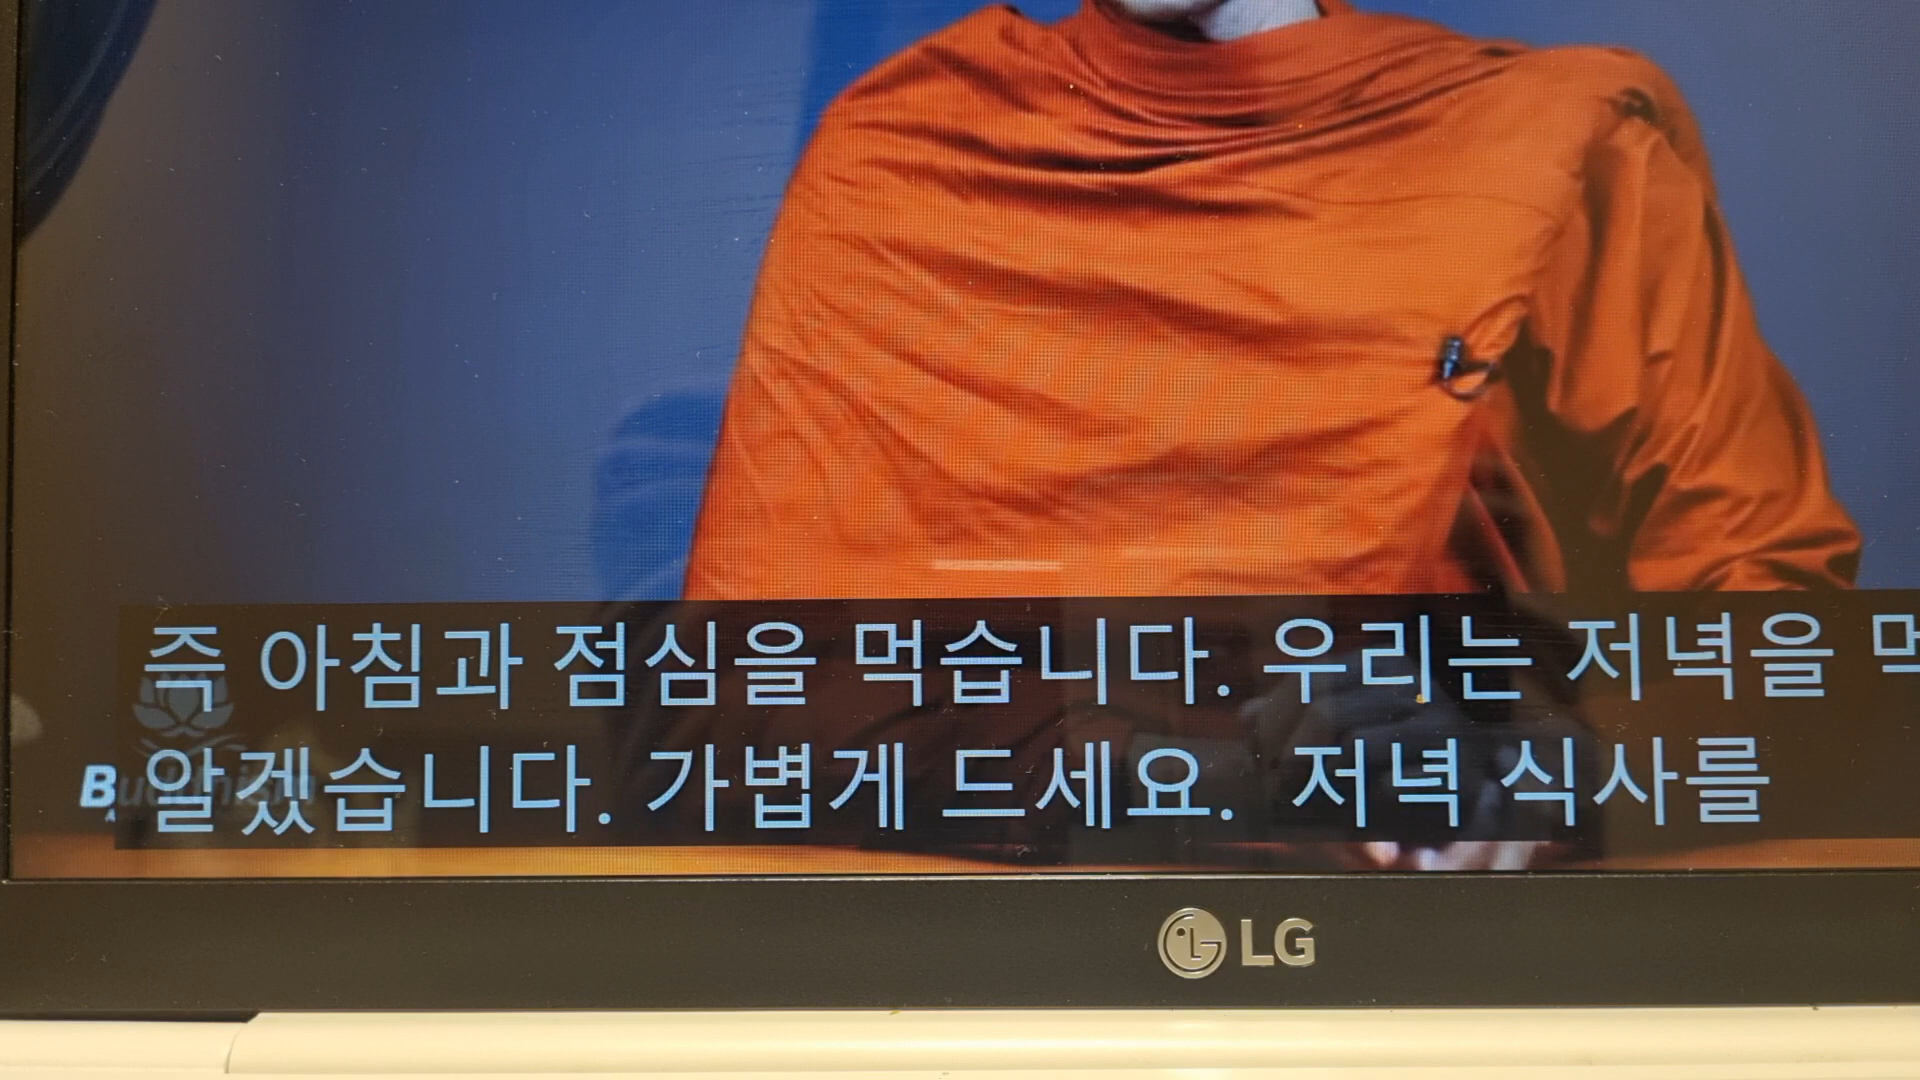 즉 아침과 점심을 먹습니다. 우리는 저녁을
알겠습니다. 가볍게 드세요. 저녁 식사를
Buddhism
LG